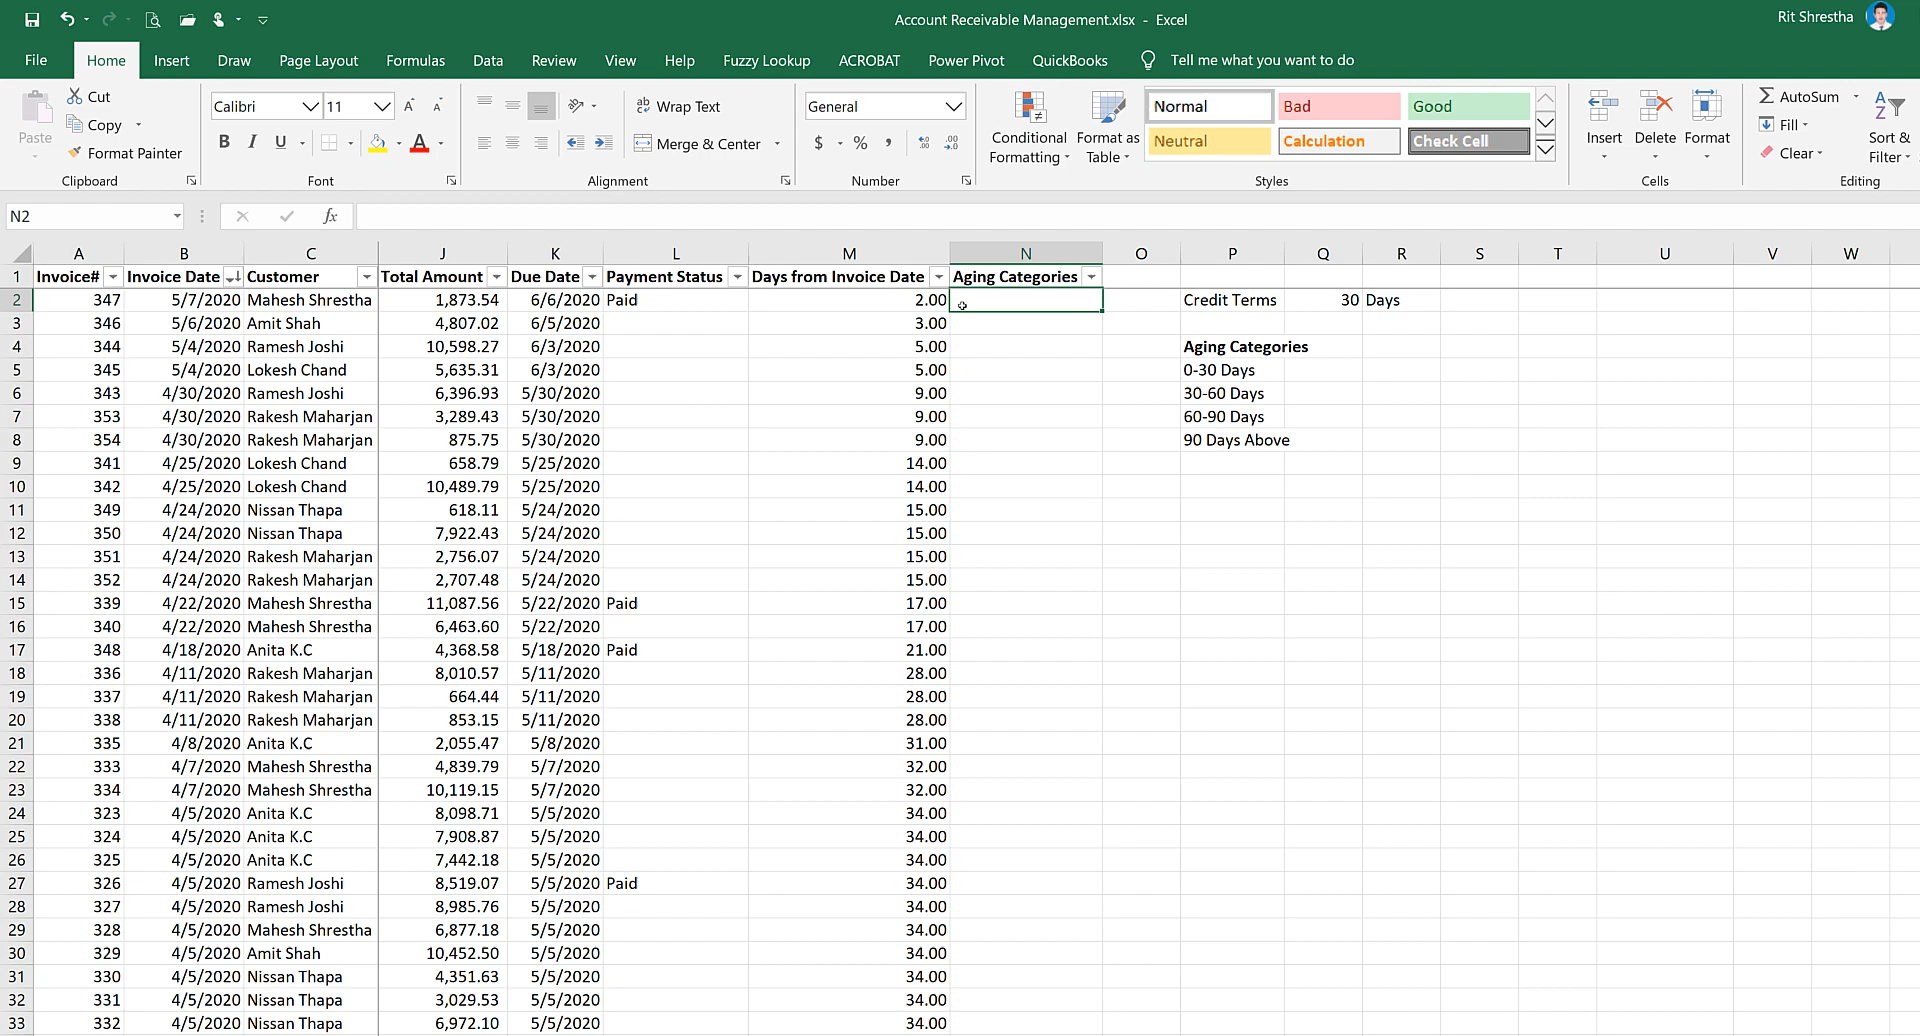 Account Receivable Management.xlsx - Excel
Rit Shrestha
File Home Insert Draw Page Layout Formulas Data Review View Help Fuzzy Lookup ACROBAT Power Pivot QuickBooks Tell me what you want to do
Paste
Cut
Copy
Format Painter
Clipboard
Calibri 11
B I U
Font
Wrap Text
Merge & Center
Alignment
General
$ % ,
Number
Conditional Formatting
Format as Table
Normal Bad Good
Neutral Calculation Check Cell
Styles
Insert Delete Format
Cells
AutoSum
Fill
Clear
Sort & Filter
Editing
N2 fx
A B C J K L M N O P Q R S T U V W
1 Invoice# Invoice Date Customer Total Amount Due Date Payment Status Days from Invoice Date Aging Categories
2 347 5/7/2020 Mahesh Shrestha 1,873.54 6/6/2020 Paid 2.00 Credit Terms 30 Days
3 346 5/6/2020 Amit Shah 4,807.02 6/5/2020 3.00
4 344 5/4/2020 Ramesh Joshi 10,598.27 6/3/2020 5.00 Aging Categories
5 345 5/4/2020 Lokesh Chand 5,635.31 6/3/2020 5.00 0-30 Days
6 343 4/30/2020 Ramesh Joshi 6,396.93 5/30/2020 9.00 30-60 Days
7 353 4/30/2020 Rakesh Maharjan 3,289.43 5/30/2020 9.00 60-90 Days
8 354 4/30/2020 Rakesh Maharjan 875.75 5/30/2020 9.00 90 Days Above
9 341 4/25/2020 Lokesh Chand 658.79 5/25/2020 14.00
10 342 4/25/2020 Lokesh Chand 10,489.79 5/25/2020 14.00
11 349 4/24/2020 Nissan Thapa 618.11 5/24/2020 15.00
12 350 4/24/2020 Nissan Thapa 7,922.43 5/24/2020 15.00
13 351 4/24/2020 Rakesh Maharjan 2,756.07 5/24/2020 15.00
14 352 4/24/2020 Rakesh Maharjan 2,707.48 5/24/2020 15.00
15 339 4/22/2020 Mahesh Shrestha 11,087.56 5/22/2020 Paid 17.00
16 340 4/22/2020 Mahesh Shrestha 6,463.60 5/22/2020 17.00
17 348 4/18/2020 Anita K.C 4,368.58 5/18/2020 Paid 21.00
18 336 4/11/2020 Rakesh Maharjan 8,010.57 5/11/2020 28.00
19 337 4/11/2020 Rakesh Maharjan 664.44 5/11/2020 28.00
20 338 4/11/2020 Rakesh Maharjan 853.15 5/11/2020 28.00
21 335 4/8/2020 Anita K.C 2,055.47 5/8/2020 31.00
22 333 4/7/2020 Mahesh Shrestha 4,839.79 5/7/2020 32.00
23 334 4/7/2020 Mahesh Shrestha 10,119.15 5/7/2020 32.00
24 323 4/5/2020 Anita K.C 8,098.71 5/5/2020 34.00
25 324 4/5/2020 Anita K.C 7,908.87 5/5/2020 34.00
26 325 4/5/2020 Anita K.C 7,442.18 5/5/2020 34.00
27 326 4/5/2020 Ramesh Joshi 8,519.07 5/5/2020 Paid 34.00
28 327 4/5/2020 Ramesh Joshi 8,985.76 5/5/2020 34.00
29 328 4/5/2020 Mahesh Shrestha 6,877.18 5/5/2020 34.00
30 329 4/5/2020 Amit Shah 10,452.50 5/5/2020 34.00
31 330 4/5/2020 Nissan Thapa 4,351.63 5/5/2020 34.00
32 331 4/5/2020 Nissan Thapa 3,029.53 5/5/2020 34.00
33 332 4/5/2020 Nissan Thapa 6,972.10 5/5/2020 34.00